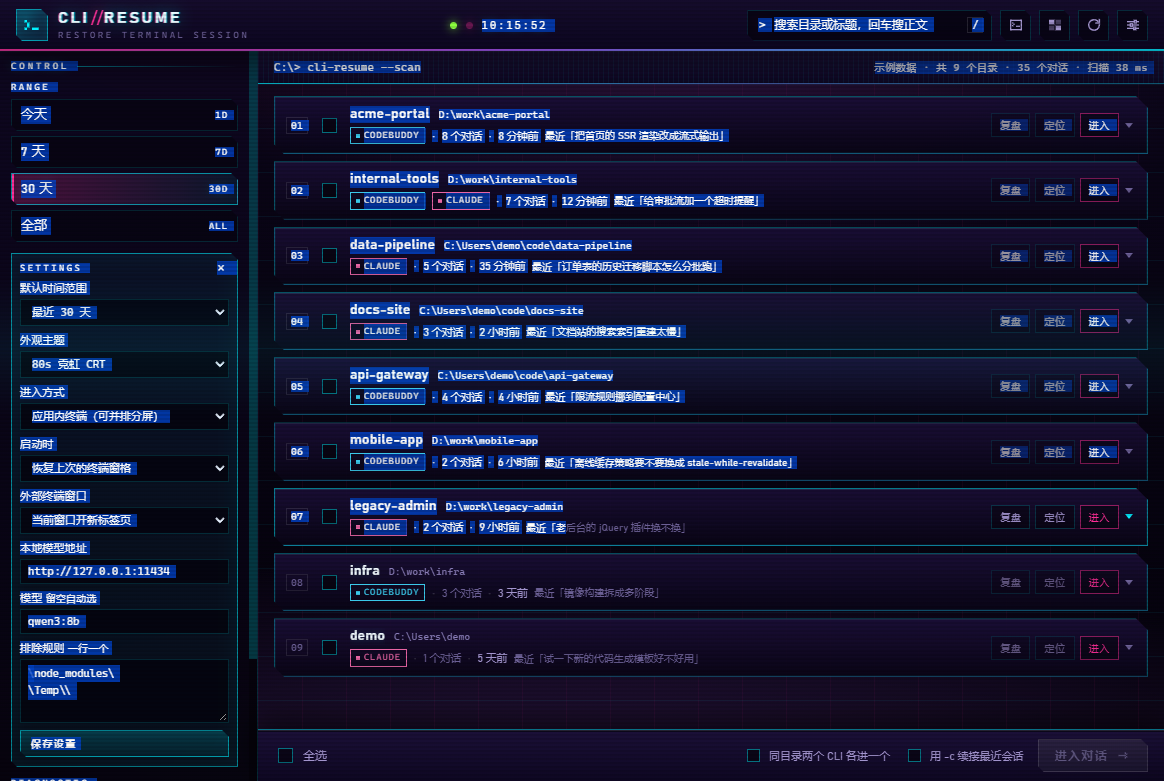 CLI//RESUME
RESTORE TERMINAL SESSION
10:15:52
> 搜索目录或标题，回车搜正文 /
CONTROL
RANGE
今天 1D
7 天 7D
30 天 30D
全部 ALL
SETTINGS ×
默认时间范围
最近 30 天
外观主题
80s 霓虹 CRT
进入方式
应用内终端（可并排分屏）
启动时
恢复上次的终端窗格
外部终端窗口
当前窗口开新标签页
本地模型地址
http://127.0.0.1:11434
模型 留空自动选
qwen3:8b
排除规则 一行一个
\node_modules\
\Temp\\
保存设置
C:\> cli-resume --scan
示例数据 · 共 9 个目录 · 35 个对话 · 扫描 38 ms
01 acme-portal D:\work\acme-portal
CODEBUDDY · 8 个对话 · 8 分钟前 最近「把首页的 SSR 渲染改成流式输出」
复盘 定位 进入
02 internal-tools D:\work\internal-tools
CODEBUDDY CLAUDE · 7 个对话 · 12 分钟前 最近「给审批流加一个超时提醒」
复盘 定位 进入
03 data-pipeline C:\Users\demo\code\data-pipeline
CLAUDE · 5 个对话 · 35 分钟前 最近「订单表的历史迁移脚本怎么分批跑」
复盘 定位 进入
04 docs-site C:\Users\demo\code\docs-site
CLAUDE · 3 个对话 · 2 小时前 最近「文档站的搜索索引重建太慢」
复盘 定位 进入
05 api-gateway C:\Users\demo\code\api-gateway
CODEBUDDY · 4 个对话 · 4 小时前 最近「限流规则挪到配置中心」
复盘 定位 进入
06 mobile-app D:\work\mobile-app
CODEBUDDY · 2 个对话 · 6 小时前 最近「离线缓存策略要不要换成 stale-while-revalidate」
复盘 定位 进入
07 legacy-admin D:\work\legacy-admin
CLAUDE · 2 个对话 · 9 小时前 最近「老后台的 jQuery 插件换不换」
复盘 定位 进入
08 infra D:\work\infra
CODEBUDDY · 3 个对话 · 3 天前 最近「镜像构建拆成多阶段」
复盘 定位 进入
09 demo C:\Users\demo
CLAUDE · 1 个对话 · 5 天前 最近「试一下新的代码生成模板好不好用」
复盘 定位 进入
全选 同目录两个 CLI 各进一个 用 -c 续接最近会话 进入对话 →